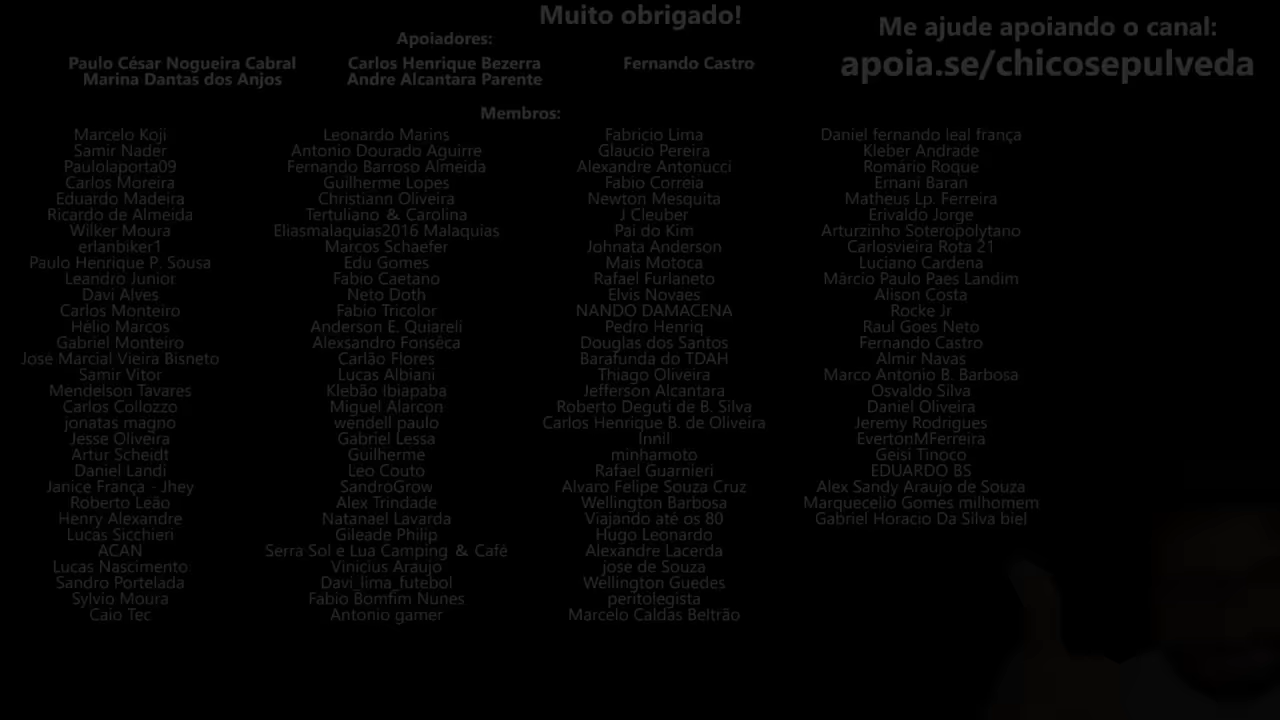 Muito obrigado!
Me ajude apoiando o canal:
apoia.se/chicosepulveda
Apoiadores:
Paulo César Nogueira Cabral
Marina Dantas dos Anjos
Carlos Henrique Bezerra
Andre Alcantara Parente
Fernando Castro
Membros:
Marcelo Koji
Samir Nader
Paulolaporta09
Carlos Moreira
Eduardo Madeira
Ricardo de Almeida
Wilker Moura
erlanbiker1
Paulo Henrique P. Sousa
Leandro Junior
Davi Alves
Carlos Monteiro
Hélio Marcos
Gabriel Monteiro
José Marcial Vieira Bisneto
Samir Vitor
Mendelson Tavares
Carlos Collozzo
jonatas magno
Jesse Oliveira
Artur Scheidt
Daniel Landi
Janice França - Jhey
Roberto Leão
Henry Alexandre
Lucas Sicchieri
ACAN
Lucas Nascimento
Sandro Portelada
Sylvio Moura
Caio Tec
Leonardo Marins
Antonio Dourado Aguirre
Fernando Barroso Almeida
Guilherme Lopes
Christiann Oliveira
Tertuliano & Carolina
Eliasmalaquias2016 Malaquias
Marcos Schaefer
Edu Gomes
Fabio Caetano
Neto Doth
Fabio Tricolor
Anderson E. Quiareli
Alexsandro Fonsêca
Carlão Flores
Lucas Albiani
Klebão Ibiapaba
Miguel Alarcon
wendell paulo
Gabriel Lessa
Guilherme
Leo Couto
SandroGrow
Alex Trindade
Natanael Lavarda
Gileade Philip
Serra Sol e Lua Camping & Café
Vinicius Araujo
Davi_lima_futebol
Fabio Bomfim Nunes
Antonio gamer
Fabricio Lima
Glaucio Pereira
Alexandre Antonucci
Fabio Correia
Newton Mesquita
J Cleuber
Pai do Kim
Johnata Anderson
Mais Motoca
Rafael Furlaneto
Elvis Novaes
NANDO DAMACENA
Pedro Henriq
Douglas dos Santos
Barafunda do TDAH
Thiago Oliveira
Jefferson Alcantara
Roberto Deguti de B. Silva
Carlos Henrique B. de Oliveira
Innil
minhamoto
Rafael Guarnieri
Alvaro Felipe Souza Cruz
Wellington Barbosa
Viajando até os 80
Hugo Leonardo
Alexandre Lacerda
jose de Souza
Wellington Guedes
peritolegista
Marcelo Caldas Beltrão
Daniel fernando leal frança
Kleber Andrade
Romário Roque
Ernani Baran
Matheus Lp. Ferreira
Erivaldo Jorge
Arturzinho Soteropolytano
Carlosvieira Rota 21
Luciano Cardena
Márcio Paulo Paes Landim
Alison Costa
Rocke Jr
Raul Goes Neto
Fernando Castro
Almir Navas
Marco Antonio B. Barbosa
Osvaldo Silva
Daniel Oliveira
Jeremy Rodrigues
EvertonMFerreira
Geisi Tinoco
EDUARDO BS
Alex Sandy Araujo de Souza
Marquecelio Gomes milhomem
Gabriel Horacio Da Silva biel